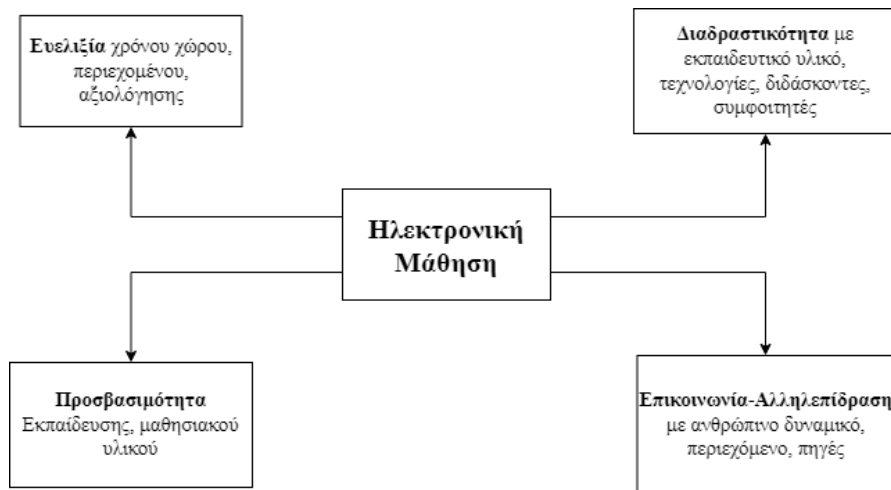 Ευελιξία χρόνου χώρου,
περιεχομένου,
αξιολόγησης
Διαδραστικότητα με
εκπαιδευτικό υλικό,
τεχνολογίες, διδάσκοντες,
συμφοιτητές
Ηλεκτρονική
Μάθηση
Προσβασιμότητα
Εκπαίδευσης, μαθησιακού
υλικού
Επικοινωνία-Αλληλεπίδραση
με ανθρώπινο δυναμικό,
περιεχόμενο, πηγές